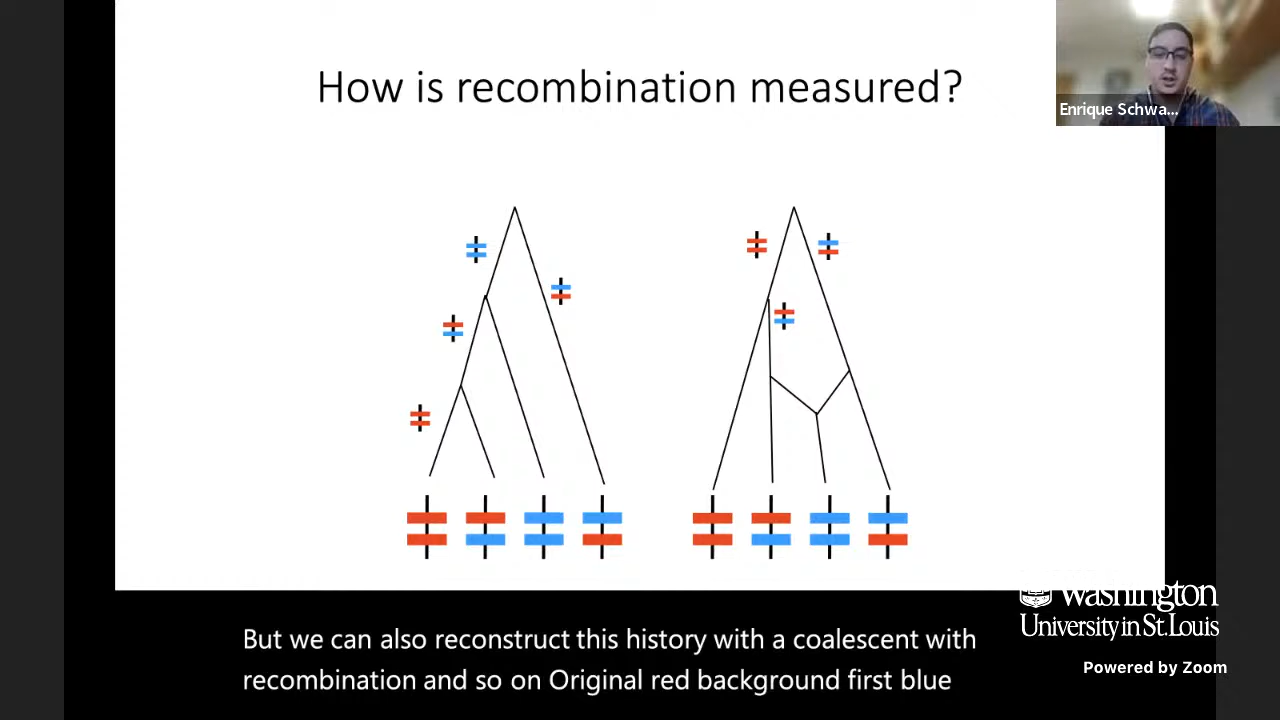 How is recombination measured?
Enrique Schwa...
But we can also reconstruct this history with a coalescent with
recombination and so on Original red background first blue
Washington
University in St.Louis
Powered by Zoom